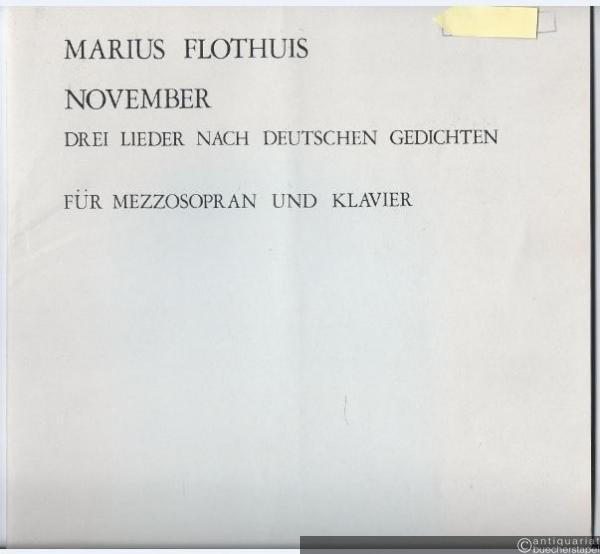 MARIUS FLOTHUIS
NOVEMBER
DREI LIEDER NACH DEUTSCHEN GEDICHTEN
FÜR MEZZOSOPRAN UND KLAVIER
©antiquariat
buecherstapel